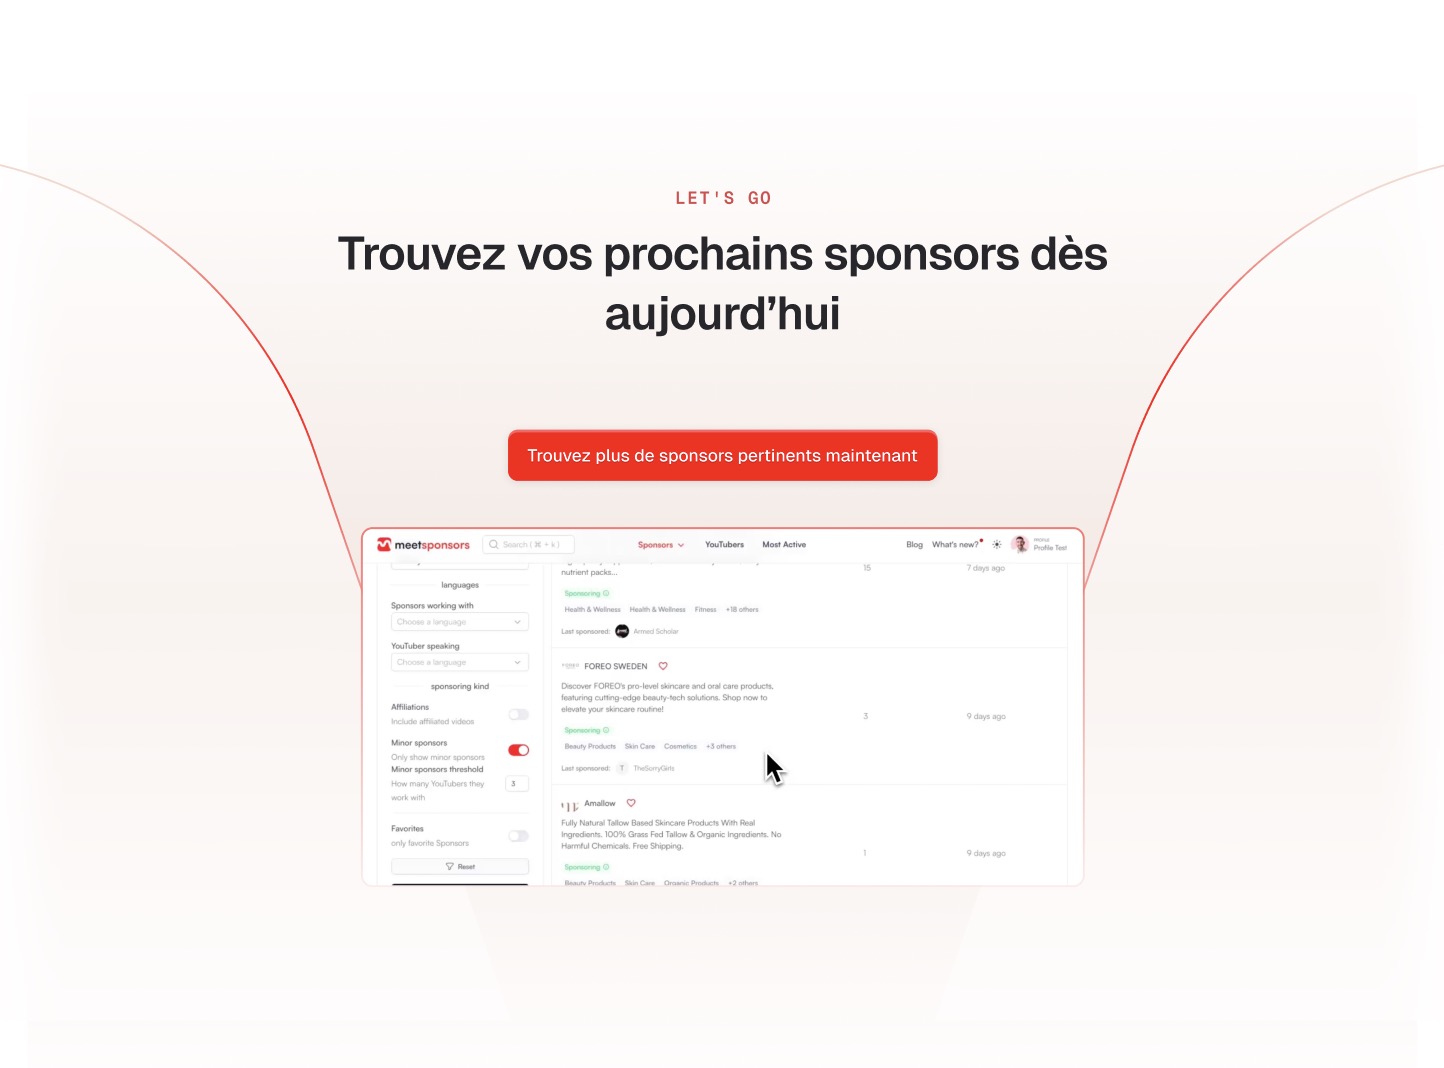 LET'S GO
Trouvez vos prochains sponsors dès
aujourd’hui
Trouvez plus de sponsors pertinents maintenant
meetsponsors
Search ( ⌘ + k )
Sponsors
YouTubers
Most Active
Blog
What's new?
PROFILE
Profile Test
languages
Sponsors working with
Choose a language
YouTuber speaking
Choose a language
sponsoring kind
Affiliations
Include affiliated videos
Minor sponsors
Only show minor sponsors
Minor sponsors threshold
How many YouTubers they
work with
3
Favorites
only favorite Sponsors
Reset
nutrient packs...
15
7 days ago
Sponsoring
Health & Wellness
Health & Wellness
Fitness
+18 others
Last sponsored:
Armed Scholar
FOREO
FOREO SWEDEN
Discover FOREO's pro-level skincare and oral care products,
featuring cutting-edge beauty-tech solutions. Shop now to
elevate your skincare routine!
3
9 days ago
Sponsoring
Beauty Products
Skin Care
Cosmetics
+3 others
Last sponsored:
T
TheSorryGirls
Amallow
Fully Natural Tallow Based Skincare Products With Real
Ingredients. 100% Grass Fed Tallow & Organic Ingredients. No
Harmful Chemicals. Free Shipping.
1
9 days ago
Sponsoring
Beauty Products
Skin Care
Organic Products
+2 others